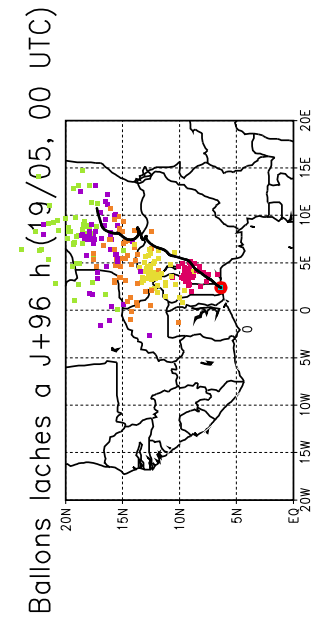 Ballons laches a J+96 h (19/05, 00 UTC)
20N
15N
10N
5N
EQ
20W
15W
10W
5W
0
5E
10E
15E
20E
0